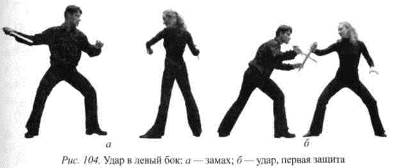 а
б
Рис. 104. Удар в левый бок: а — замах; б — удар, первая защита